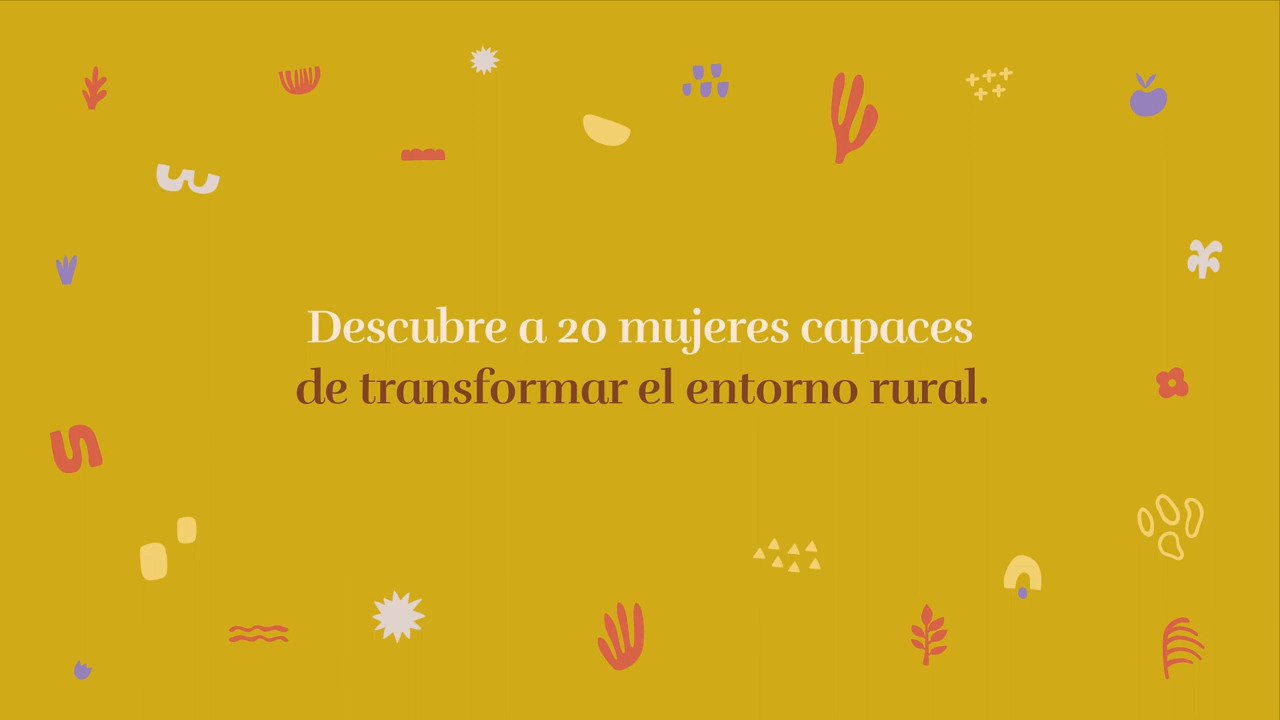 Descubre a 20 mujeres capaces
de transformar el entorno rural.